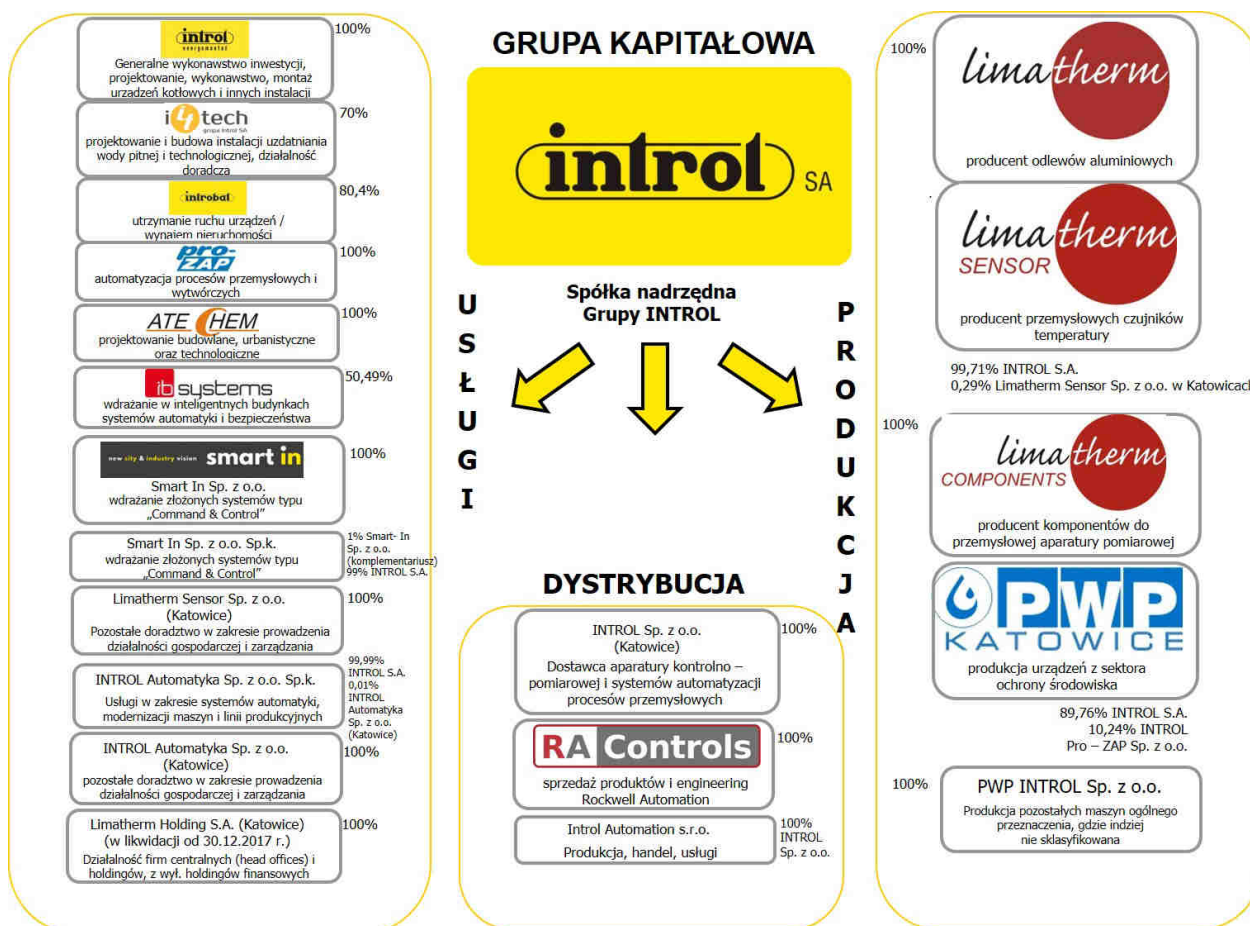 introl
energomontaż
100%
Generalne wykonawstwo inwestycji,
projektowanie, wykonawstwo, montaż
urządzeń kotłowych i innych instalacji
i4tech
grupa Introl SA
70%
projektowanie i budowa instalacji uzdatniania
wody pitnej i technologicznej, działalność
doradcza
introbat
80,4%
utrzymanie ruchu urządzeń /
wynajem nieruchomości
pro-
ZAP
100%
automatyzacja procesów przemysłowych i
wytwórczych
ATECHEM
100%
projektowanie budowlane, urbanistyczne
oraz technologiczne
ib systems
50,49%
wdrażanie w inteligentnych budynkach
systemów automatyki i bezpieczeństwa
new city & industry vision smart in
100%
Smart In Sp. z o.o.
wdrażanie złożonych systemów typu
„Command & Control”
Smart In Sp. z o.o. Sp.k.
wdrażanie złożonych systemów typu
„Command & Control”
1% Smart- In
Sp. z o.o.
(komplementariusz)
99% INTROL S.A.
Limatherm Sensor Sp. z o.o.
(Katowice)
100%
Pozostałe doradztwo w zakresie prowadzenia
działalności gospodarczej i zarządzania
INTROL Automatyka Sp. z o.o. Sp.k.
Usługi w zakresie systemów automatyki,
modernizacji maszyn i linii produkcyjnych
99,99%
INTROL S.A.
0,01%
INTROL
Automatyka
Sp. z o.o.
(Katowice)
INTROL Automatyka Sp. z o.o.
(Katowice)
100%
pozostałe doradztwo w zakresie prowadzenia
działalności gospodarczej i zarządzania
Limatherm Holding S.A. (Katowice)
(w likwidacji od 30.12.2017 r.)
100%
Działalność firm centralnych (head offices) i
holdingów, z wył. holdingów finansowych
GRUPA KAPITAŁOWA
introl SA
Spółka nadrzędna
Grupy INTROL
USŁUGI
PRODUKCJA
DYSTRYBUCJA
INTROL Sp. z o.o.
(Katowice)
100%
Dostawca aparatury kontrolno –
pomiarowej i systemów automatyzacji
procesów przemysłowych
RA Controls
100%
sprzedaż produktów i engineering
Rockwell Automation
Introl Automation s.r.o.
Produkcja, handel, usługi
100%
INTROL
Sp. z o.o.
100%
limatherm
producent odlewów aluminiowych
limatherm
SENSOR
producent przemysłowych czujników
temperatury
99,71% INTROL S.A.
0,29% Limatherm Sensor Sp. z o.o. w Katowicach
100%
limatherm
COMPONENTS
producent komponentów do
przemysłowej aparatury pomiarowej
PWP
KATOWICE
produkcja urządzeń z sektora
ochrony środowiska
89,76% INTROL S.A.
10,24% INTROL
Pro – ZAP Sp. z o.o.
100%
PWP INTROL Sp. z o.o.
Produkcja pozostałych maszyn ogólnego
przeznaczenia, gdzie indziej
nie sklasyfikowana